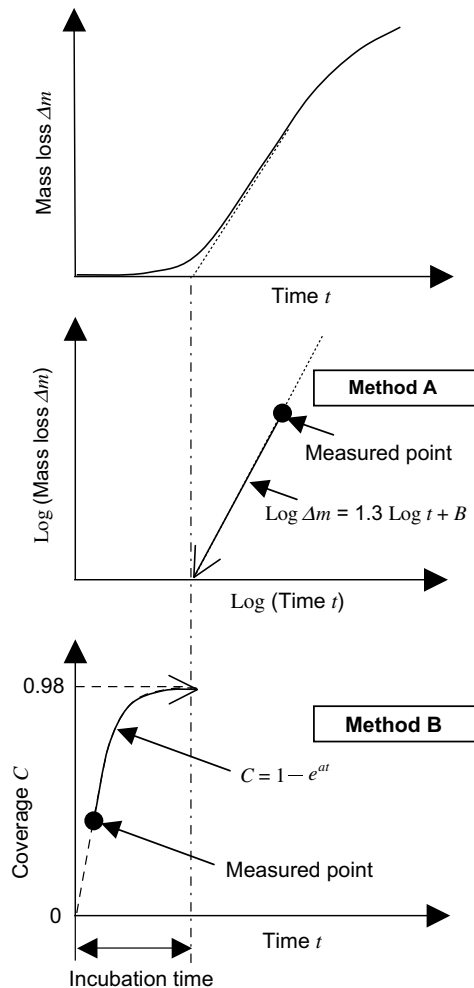 Mass loss Δm
Time t
Log (Mass loss Δm)
Method A
Measured point
Log Δm = 1.3 Log t + B
Log (Time t)
Coverage C
0.98
Method B
C = 1 − e^{at}
Measured point
0
Time t
Incubation time